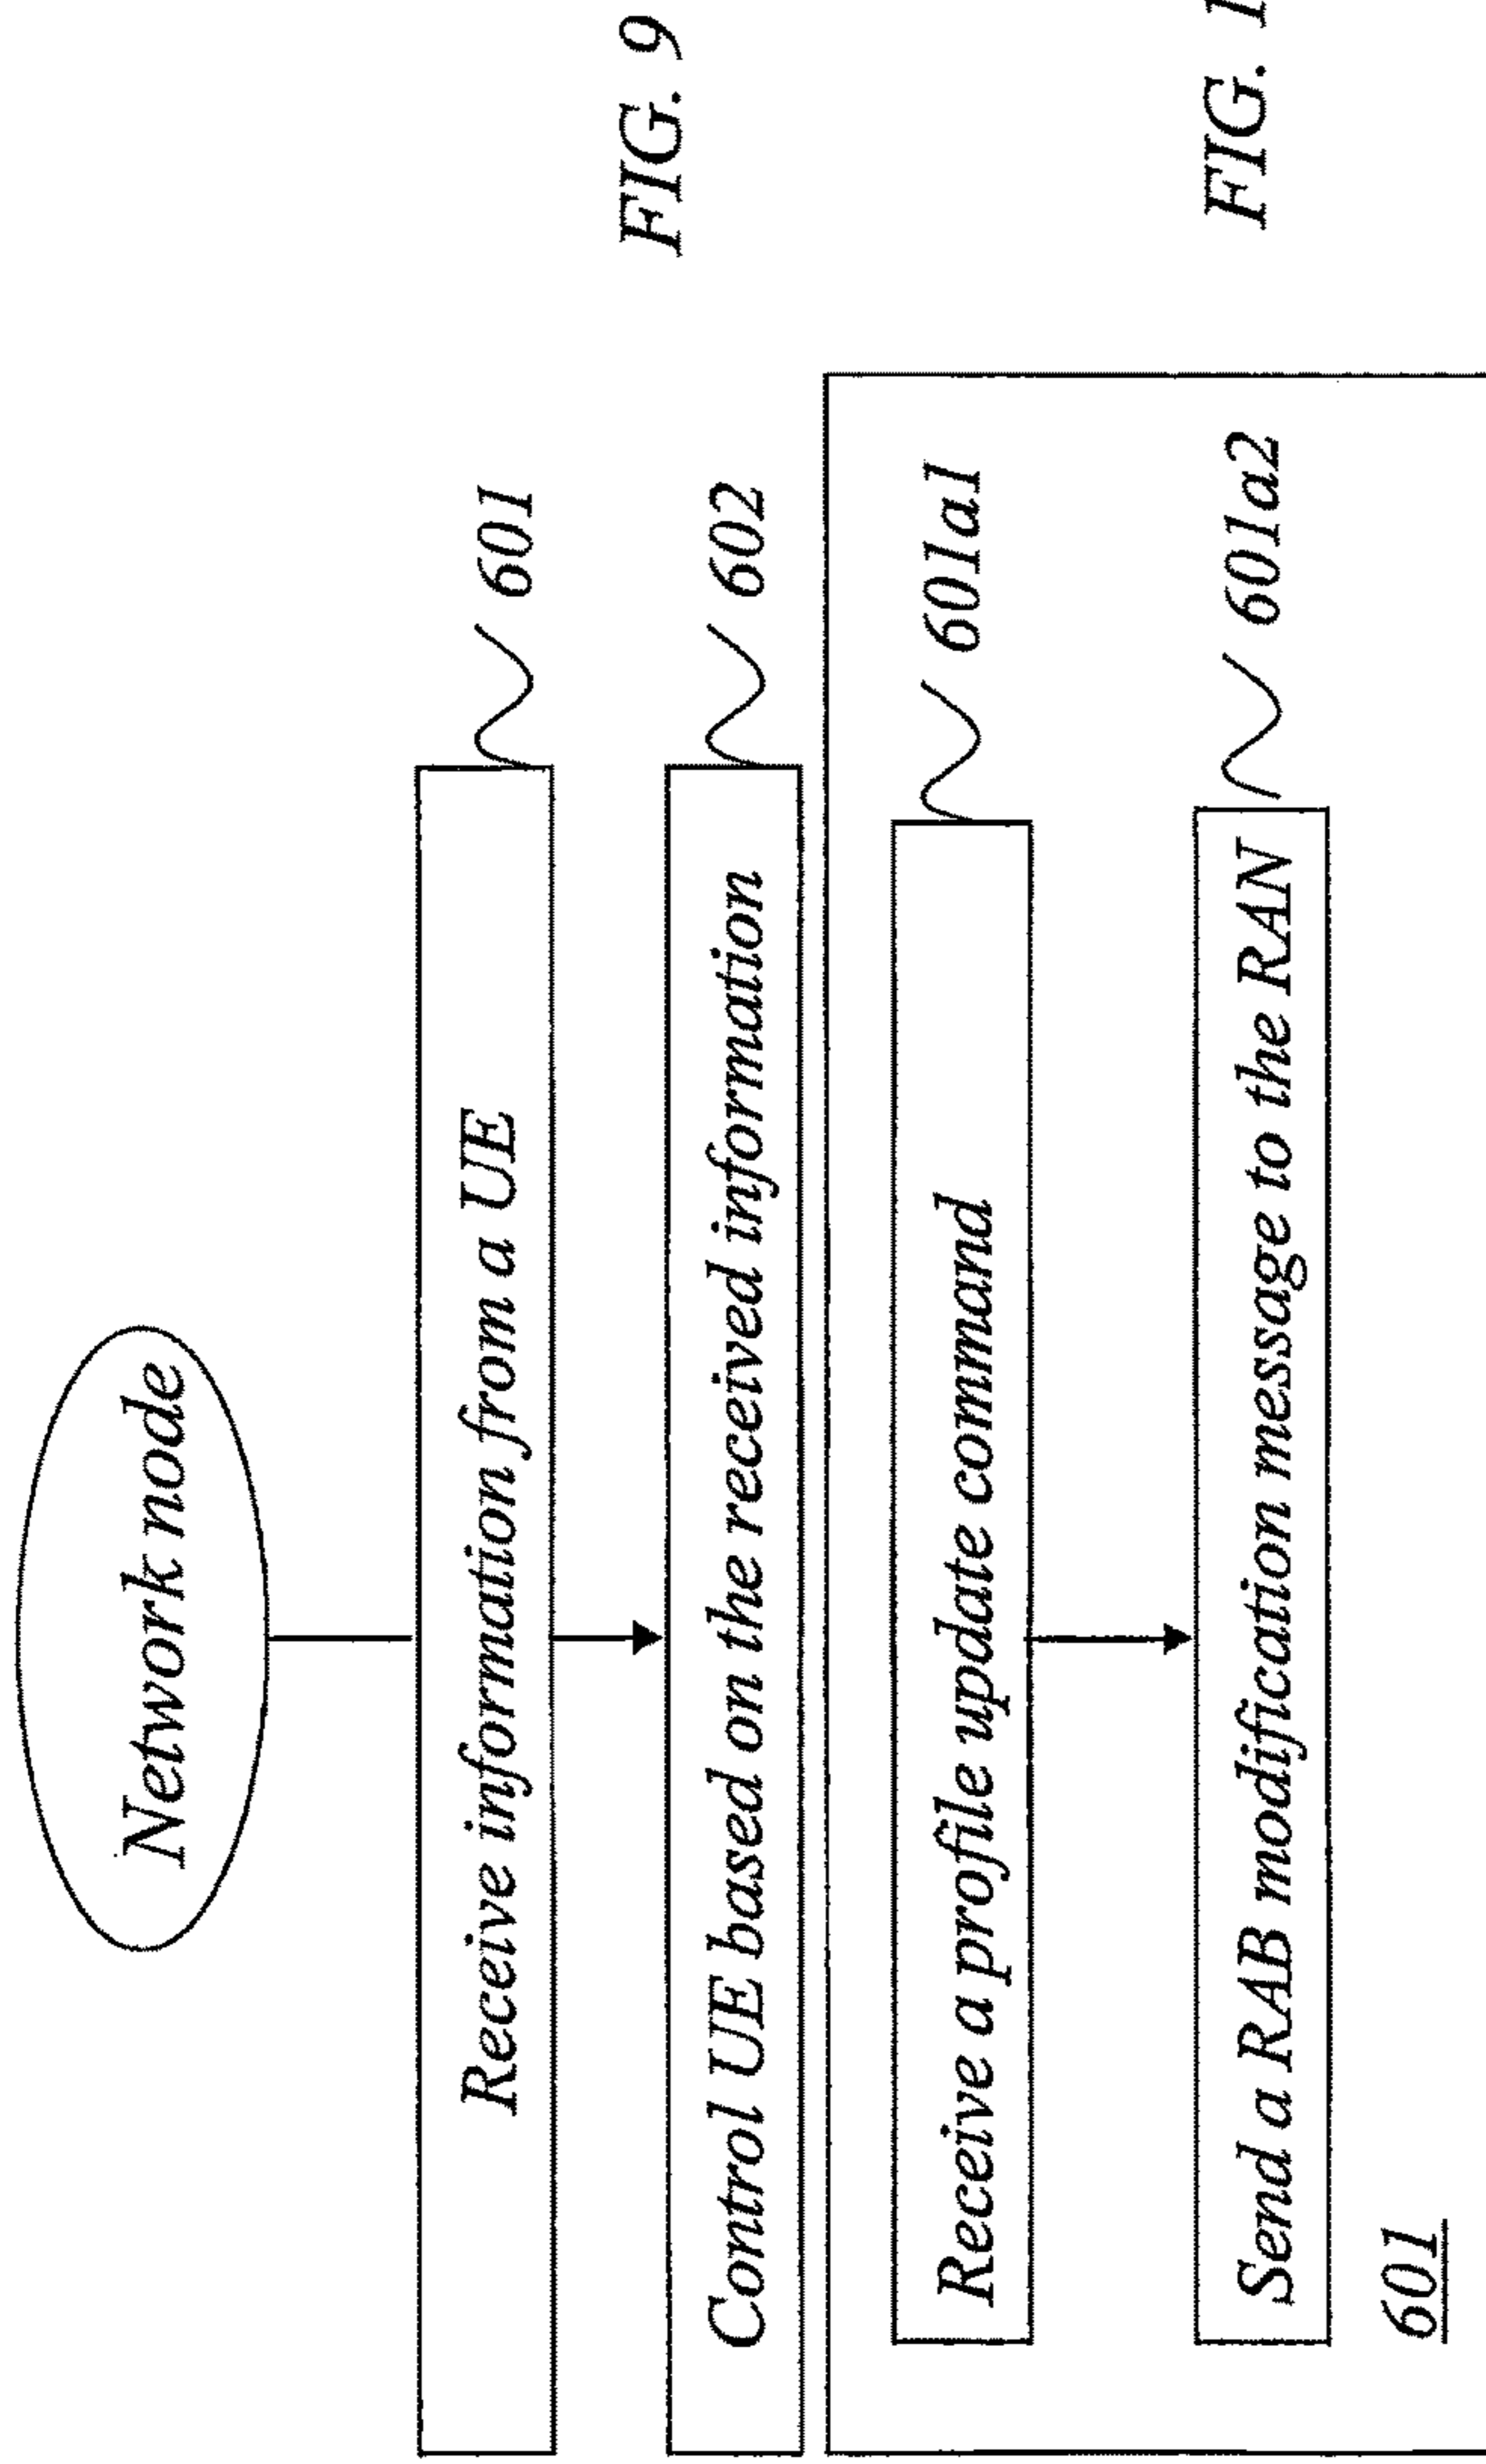 Network node
Receive information from a UE
601
Control UE based on the received information
602
FIG. 9
Receive a profile update command
601a1
Send a RAB modification message to the RAN
601a2
601
FIG. 1